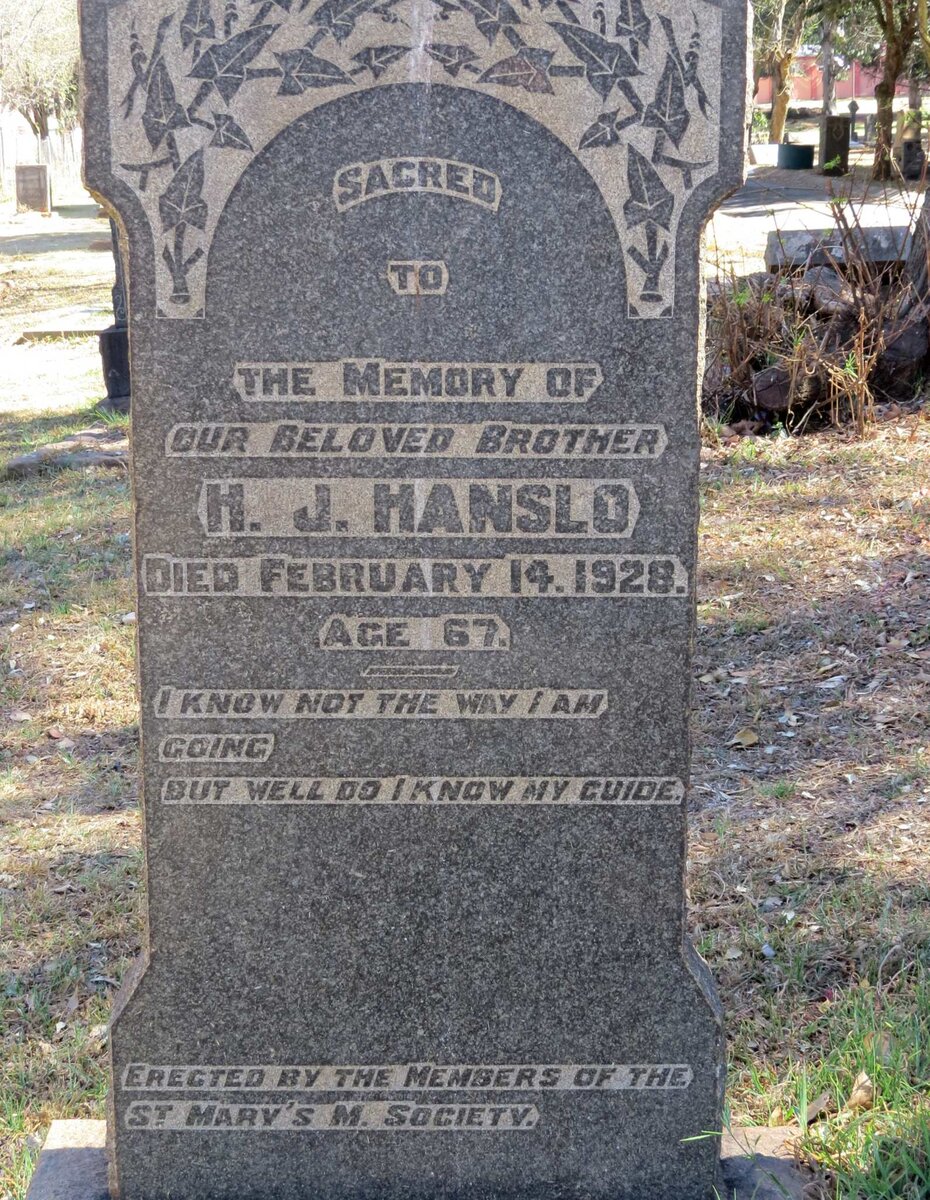 SACRED
TO
THE MEMORY OF
OUR BELOVED BROTHER
H. J. HANSLO
DIED FEBRUARY 14. 1928.
AGE 67.
I KNOW NOT THE WAY I AM
GOING
BUT WELL DO I KNOW MY GUIDE.
ERECTED BY THE MEMBERS OF THE
ST MARY'S M. SOCIETY.